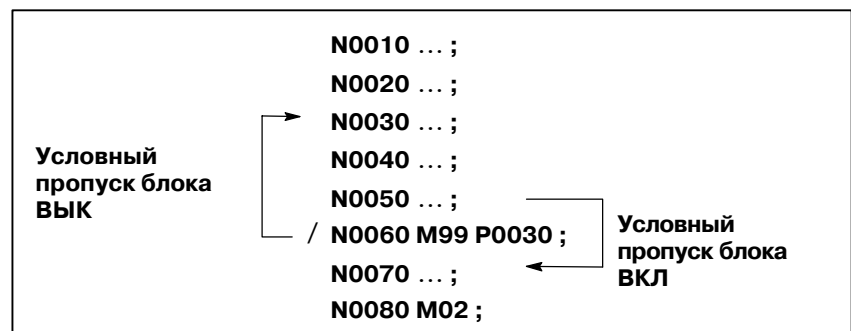 N0010 ... ;
N0020 ... ;
N0030 ... ;
N0040 ... ;
N0050 ... ;
/ N0060 M99 P0030 ;
N0070 ... ;
N0080 M02 ;
Условный
пропуск блока
ВЫК
Условный
пропуск блока
ВКЛ